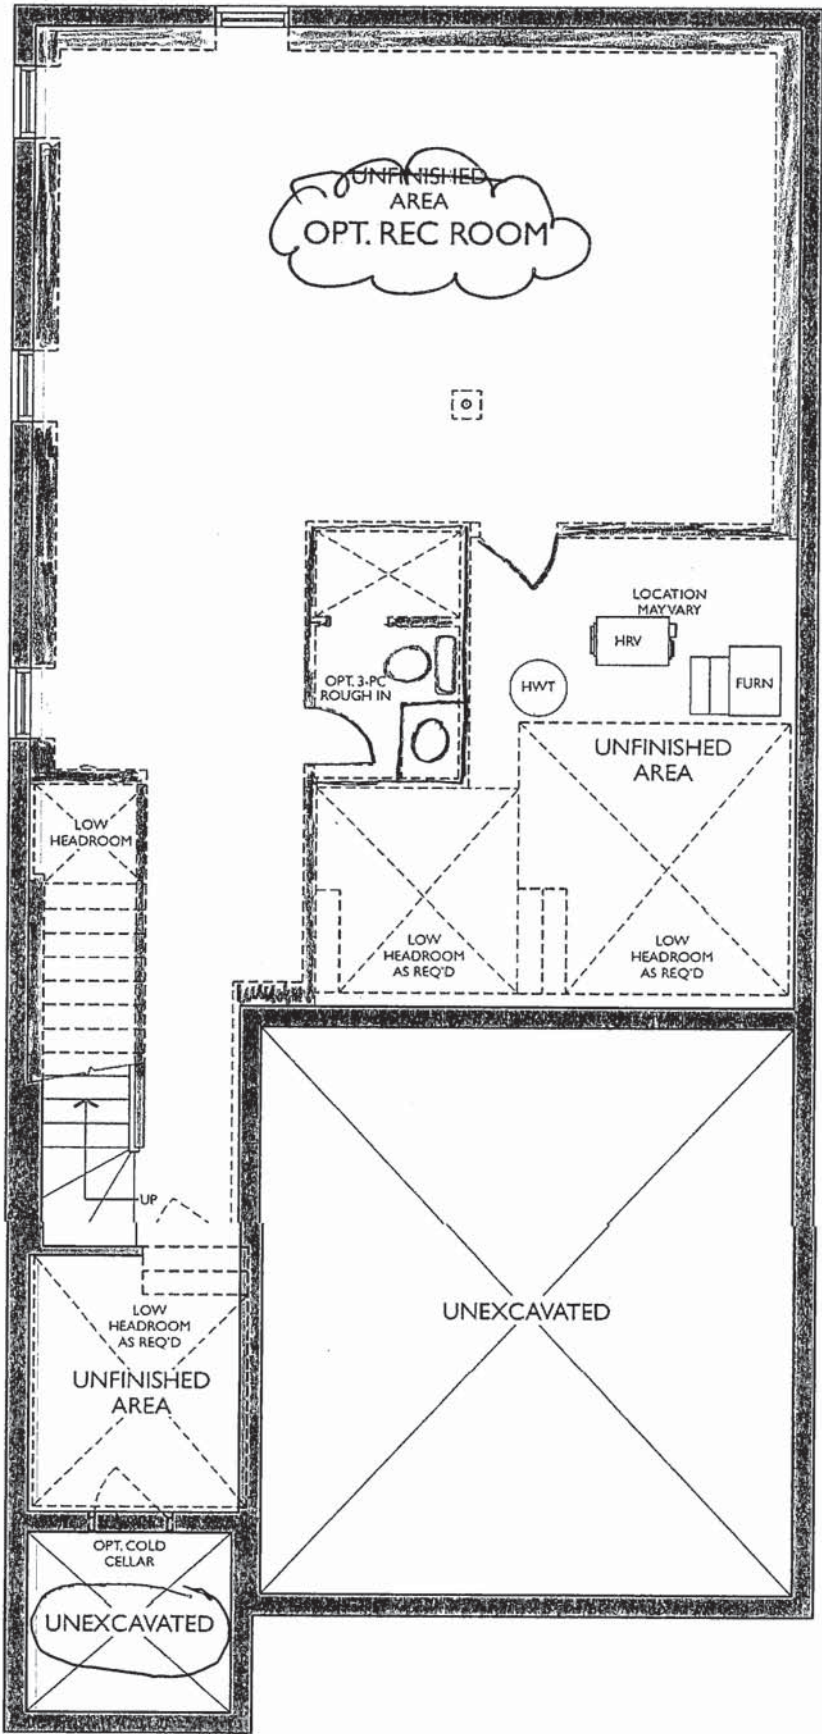 UNFINISHED
AREA
OPT. REC ROOM
LOCATION
MAY VARY
HRV
HWT
FURN
OPT. 3-PC
ROUGH IN
UNFINISHED
AREA
LOW
HEADROOM
LOW
HEADROOM
AS REQ'D
LOW
HEADROOM
AS REQ'D
UP
LOW
HEADROOM
AS REQ'D
UNFINISHED
AREA
UNEXCAVATED
OPT. COLD
CELLAR
UNEXCAVATED